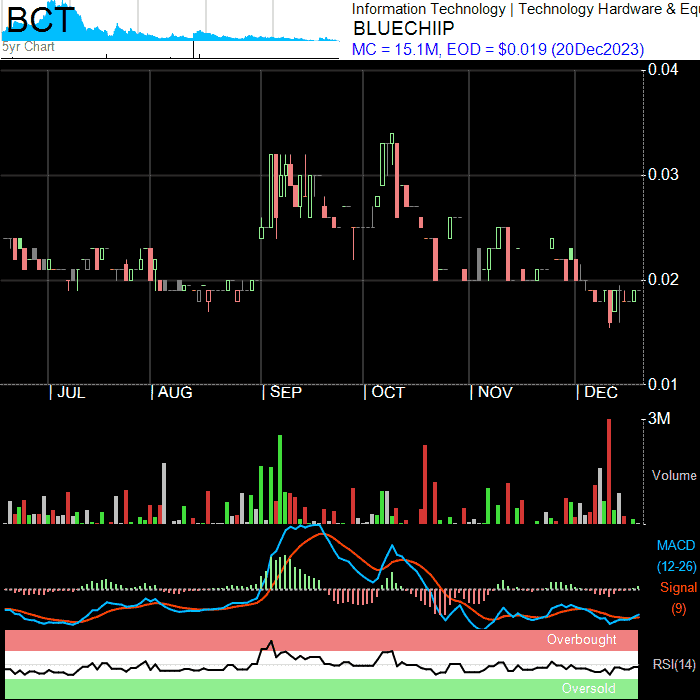 BCT
5yr Chart
Information Technology | Technology Hardware & Equ
BLUECHIIP
MC = 15.1M, EOD = $0.019 (20Dec2023)
0.04
0.03
0.02
0.01
JUL AUG SEP OCT NOV DEC
3M
Volume
MACD
(12-26)
Signal
(9)
Overbought
RSI(14)
Oversold